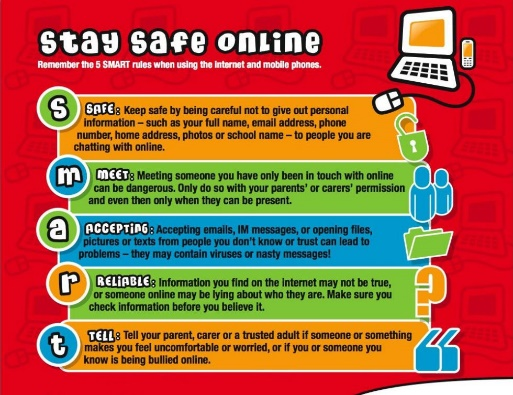 Stay Safe Online
Remember the 5 SMART rules when using the internet and mobile phones.
S
SAFE: Keep safe by being careful not to give out personal
information – such as your full name, email address, phone
number, home address, photos or school name – to people you are
chatting with online.
m
MEET: Meeting someone you have only been in touch with online
can be dangerous. Only do so with your parents' or carers' permission
and even then only when they can be present.
a
ACCEPTING: Accepting emails, IM messages, or opening files,
pictures or texts from people you don't know or trust can lead to
problems – they may contain viruses or nasty messages!
r
RELIABLE: Information you find on the internet may not be true,
or someone online may be lying about who they are. Make sure you
check information before you believe it.
t
TELL: Tell your parent, carer or a trusted adult if someone or something
makes you feel uncomfortable or worried, or if you or someone you
know is being bullied online.